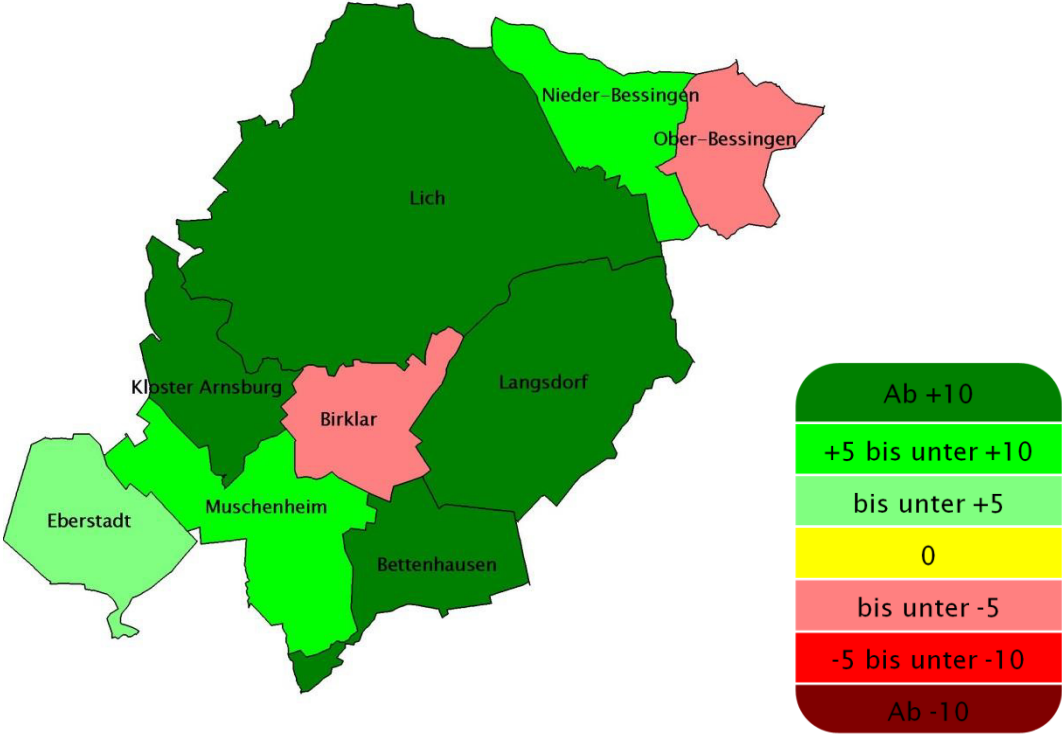 Nieder-Bessingen
Ober-Bessingen
Lich
Kloster Arnsburg
Langsdorf
Birklar
Eberstadt
Muschenheim
Bettenhausen
Ab +10
+5 bis unter +10
bis unter +5
0
bis unter -5
-5 bis unter -10
Ab -10